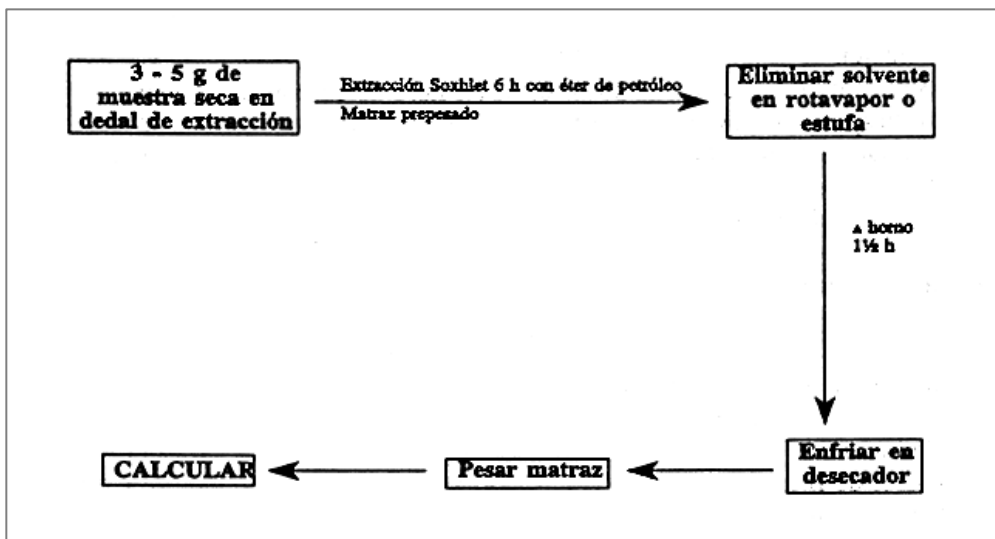 3 - 5 g de
muestra seca en
dedal de extracción
Extracción Soxhlet 6 h con éter de petróleo
Matraz prepesado
Eliminar solvente
en rotavapor o
estufa
▵ horno
1½ h
Enfriar en
desecador
Pesar matraz
CALCULAR